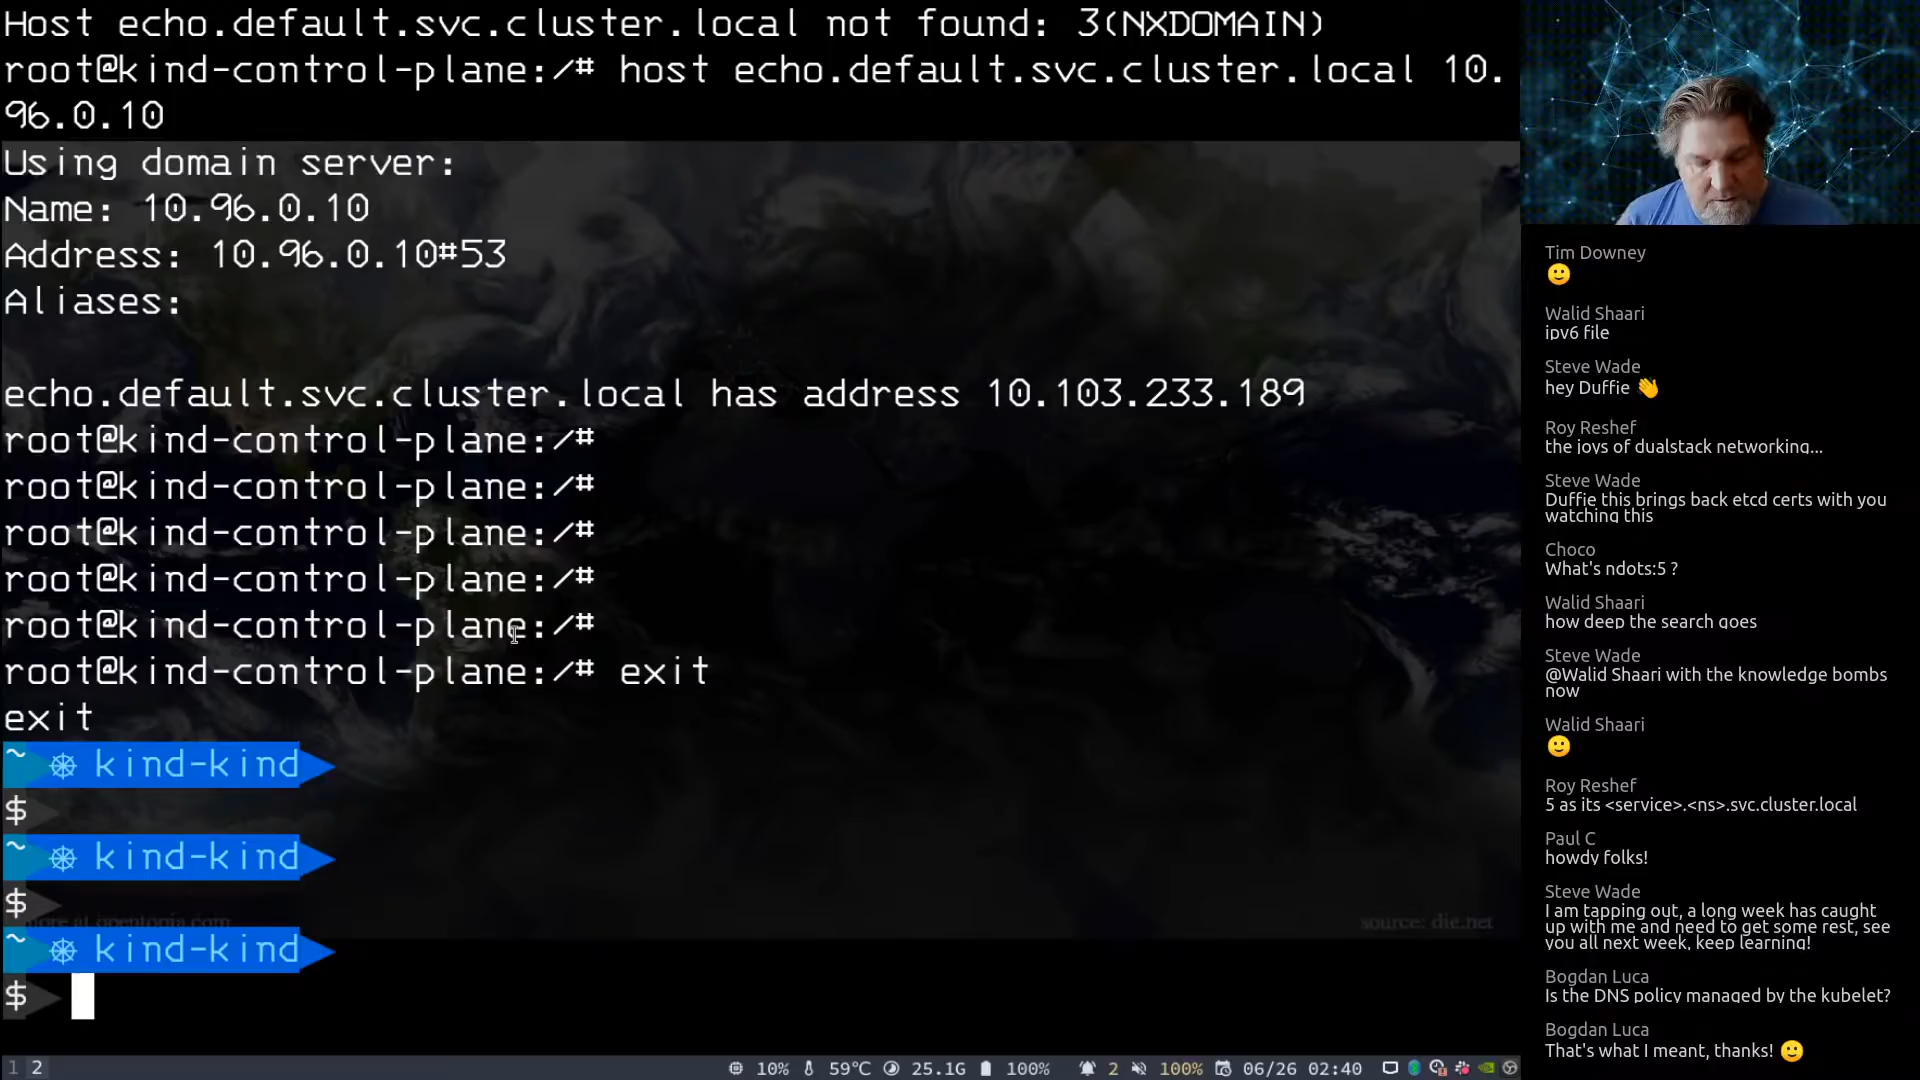 Host echo.default.svc.cluster.local not found: 3(NXDOMAIN)
root@kind-control-plane:/# host echo.default.svc.cluster.local 10.
96.0.10
Using domain server:
Name: 10.96.0.10
Address: 10.96.0.10#53
Aliases:
echo.default.svc.cluster.local has address 10.103.233.189
root@kind-control-plane:/#
root@kind-control-plane:/#
root@kind-control-plane:/#
root@kind-control-plane:/#
root@kind-control-plane:/#
root@kind-control-plane:/# exit
exit
~ ⎈ kind-kind
$
~ ⎈ kind-kind
$
more at opentopia.com
source: die.net
~ ⎈ kind-kind
$
1 2
10% 59°C 25.1G 100% 2 100% 06/26 02:40
Tim Downey
🙂
Walid Shaari
ipv6 file
Steve Wade
hey Duffie 👋
Roy Reshef
the joys of dualstack networking...
Steve Wade
Duffie this brings back etcd certs with you
watching this
Choco
What's ndots:5 ?
Walid Shaari
how deep the search goes
Steve Wade
@Walid Shaari with the knowledge bombs
now
Walid Shaari
🙂
Roy Reshef
5 as its <service>.<ns>.svc.cluster.local
Paul C
howdy folks!
Steve Wade
I am tapping out, a long week has caught
up with me and need to get some rest, see
you all next week, keep learning!
Bogdan Luca
Is the DNS policy managed by the kubelet?
Bogdan Luca
That's what I meant, thanks! 🙂